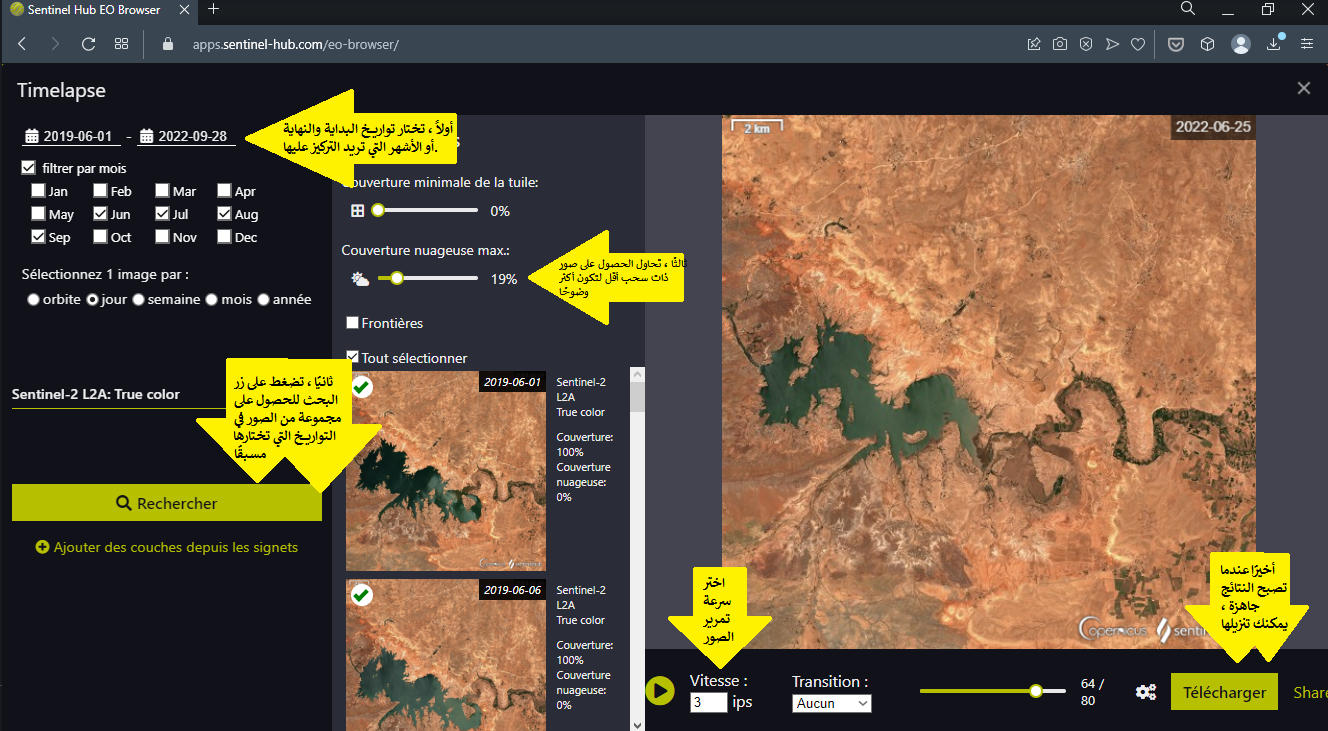 Sentinel Hub EO Browser
apps.sentinel-hub.com/eo-browser/
Timelapse
2019-06-01 - 2022-09-28
أولاً ، تختار تواريخ البداية والنهاية
أو الأشهر التي تريد التركيز عليها.
filtrer par mois
Jan Feb Mar Apr
May Jun Jul Aug
Sep Oct Nov Dec
Sélectionnez 1 image par :
orbite jour semaine mois année
Sentinel-2 L2A: True color
ثانيًا ، تضغط على زر
البحث للحصول على
مجموعة من الصور في
التواريخ التي تختارها
مسبقًا
Rechercher
Ajouter des couches depuis les signets
Couverture minimale de la tuile:
0%
Couverture nuageuse max.:
19%
ثالثًا ، تحاول الحصول على صور
ذات سحب أقل لتكون أكثر
وضوحًا
Frontières
Tout sélectionner
2019-06-01
Sentinel-2
L2A
True color
Couverture:
100%
Couverture
nuageuse:
0%
2019-06-06
Sentinel-2
L2A
True color
Couverture:
100%
Couverture
nuageuse:
0%
2 km
2022-06-25
Copernicus
sentin
اختر
سرعة
تمرير
الصور
أخيرًا عندما
تصبح النتائج
جاهزة ،
يمكنك تنزيلها
Vitesse :
3 ips
Transition :
Aucun
64 /
80
Télécharger
Share